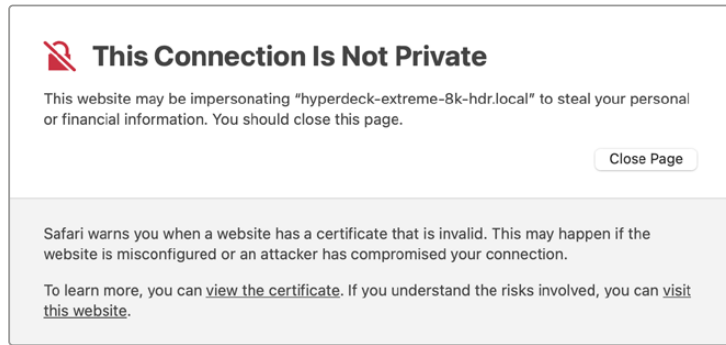 This Connection Is Not Private
This website may be impersonating “hyperdeck-extreme-8k-hdr.local” to steal your personal
or financial information. You should close this page.
Close Page
Safari warns you when a website has a certificate that is invalid. This may happen if the
website is misconfigured or an attacker has compromised your connection.
To learn more, you can view the certificate. If you understand the risks involved, you can visit
this website.